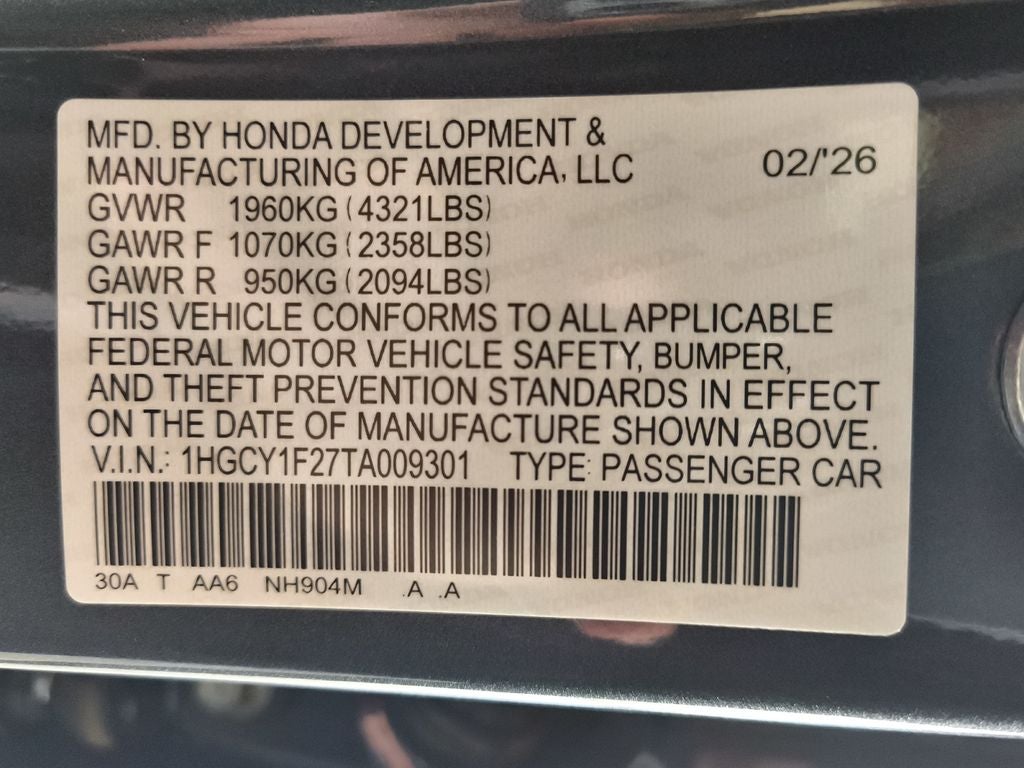 MFD. BY HONDA DEVELOPMENT &
MANUFACTURING OF AMERICA, LLC 02/'26
GVWR 1960KG (4321LBS)
GAWR F 1070KG (2358LBS)
GAWR R 950KG (2094LBS)
THIS VEHICLE CONFORMS TO ALL APPLICABLE
FEDERAL MOTOR VEHICLE SAFETY, BUMPER,
AND THEFT PREVENTION STANDARDS IN EFFECT
ON THE DATE OF MANUFACTURE SHOWN ABOVE.
V.I.N.: 1HGCY1F27TA009301 TYPE: PASSENGER CAR
30A T AA6 NH904M .A .A